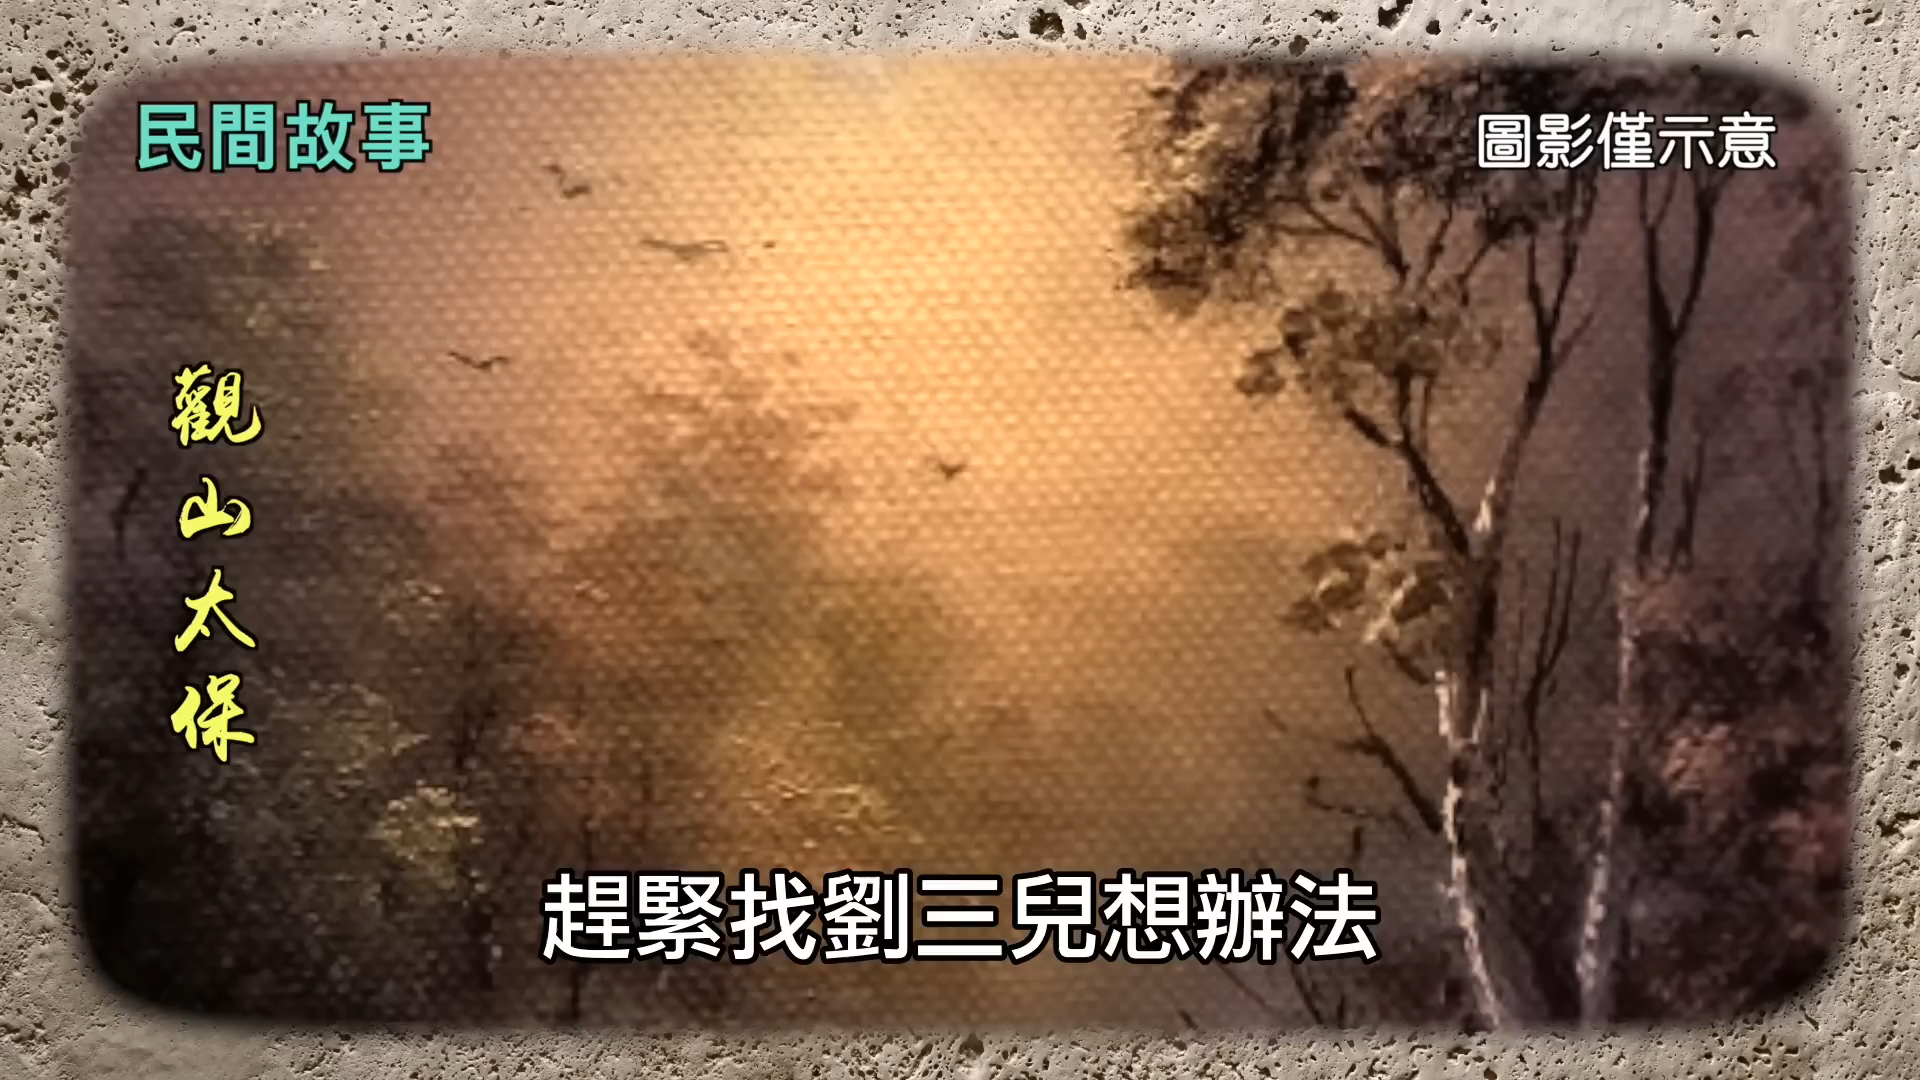 民間故事
圖影僅示意
觀山太保
趕緊找劉三兒想辦法